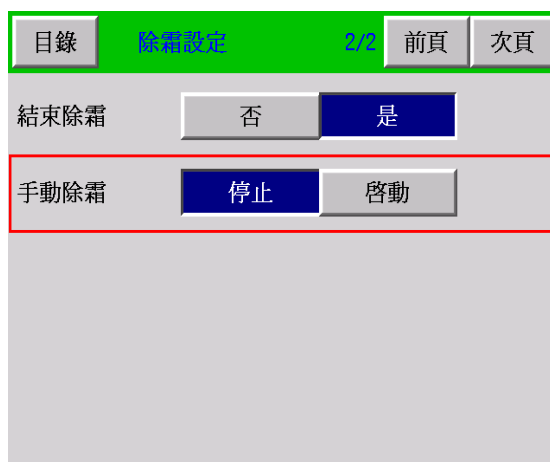 目錄 除霜設定 2/2 前頁 次頁
結束除霜 否 是
手動除霜 停止 啓動